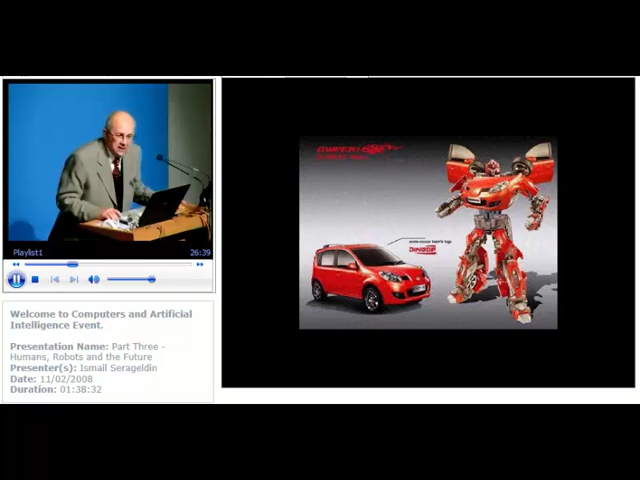 Playlist1
26:39
Welcome to Computers and Artificial
Intelligence Event.
Presentation Name: Part Three -
Humans, Robots and the Future
Presenter(s): Ismail Serageldin
Date: 11/02/2008
Duration: 01:38:32